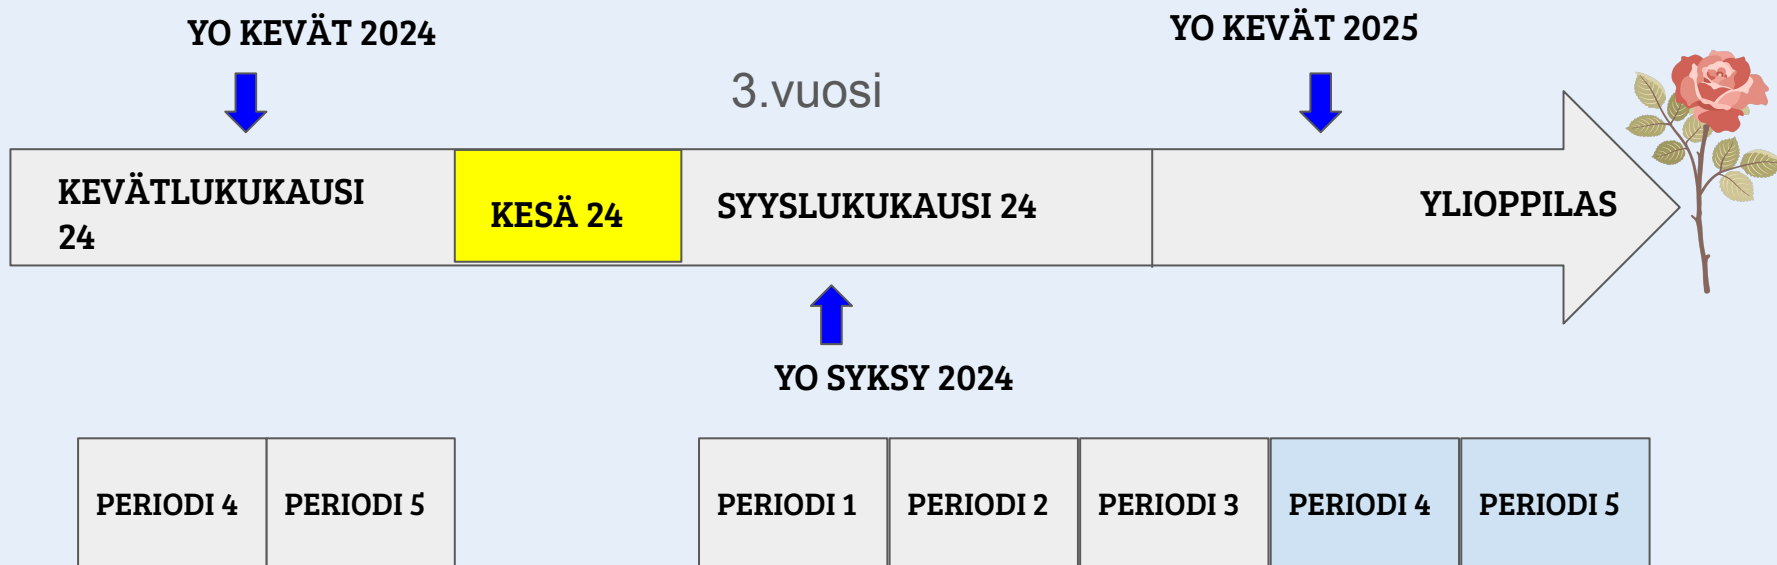 YO KEVÄT 2024
YO KEVÄT 2025
3.vuosi
KEVÄTLUKUKAUSI
24
KESÄ 24
SYYSLUKUKAUSI 24
YLIOPPILAS
YO SYKSY 2024
PERIODI 4
PERIODI 5
PERIODI 1
PERIODI 2
PERIODI 3
PERIODI 4
PERIODI 5